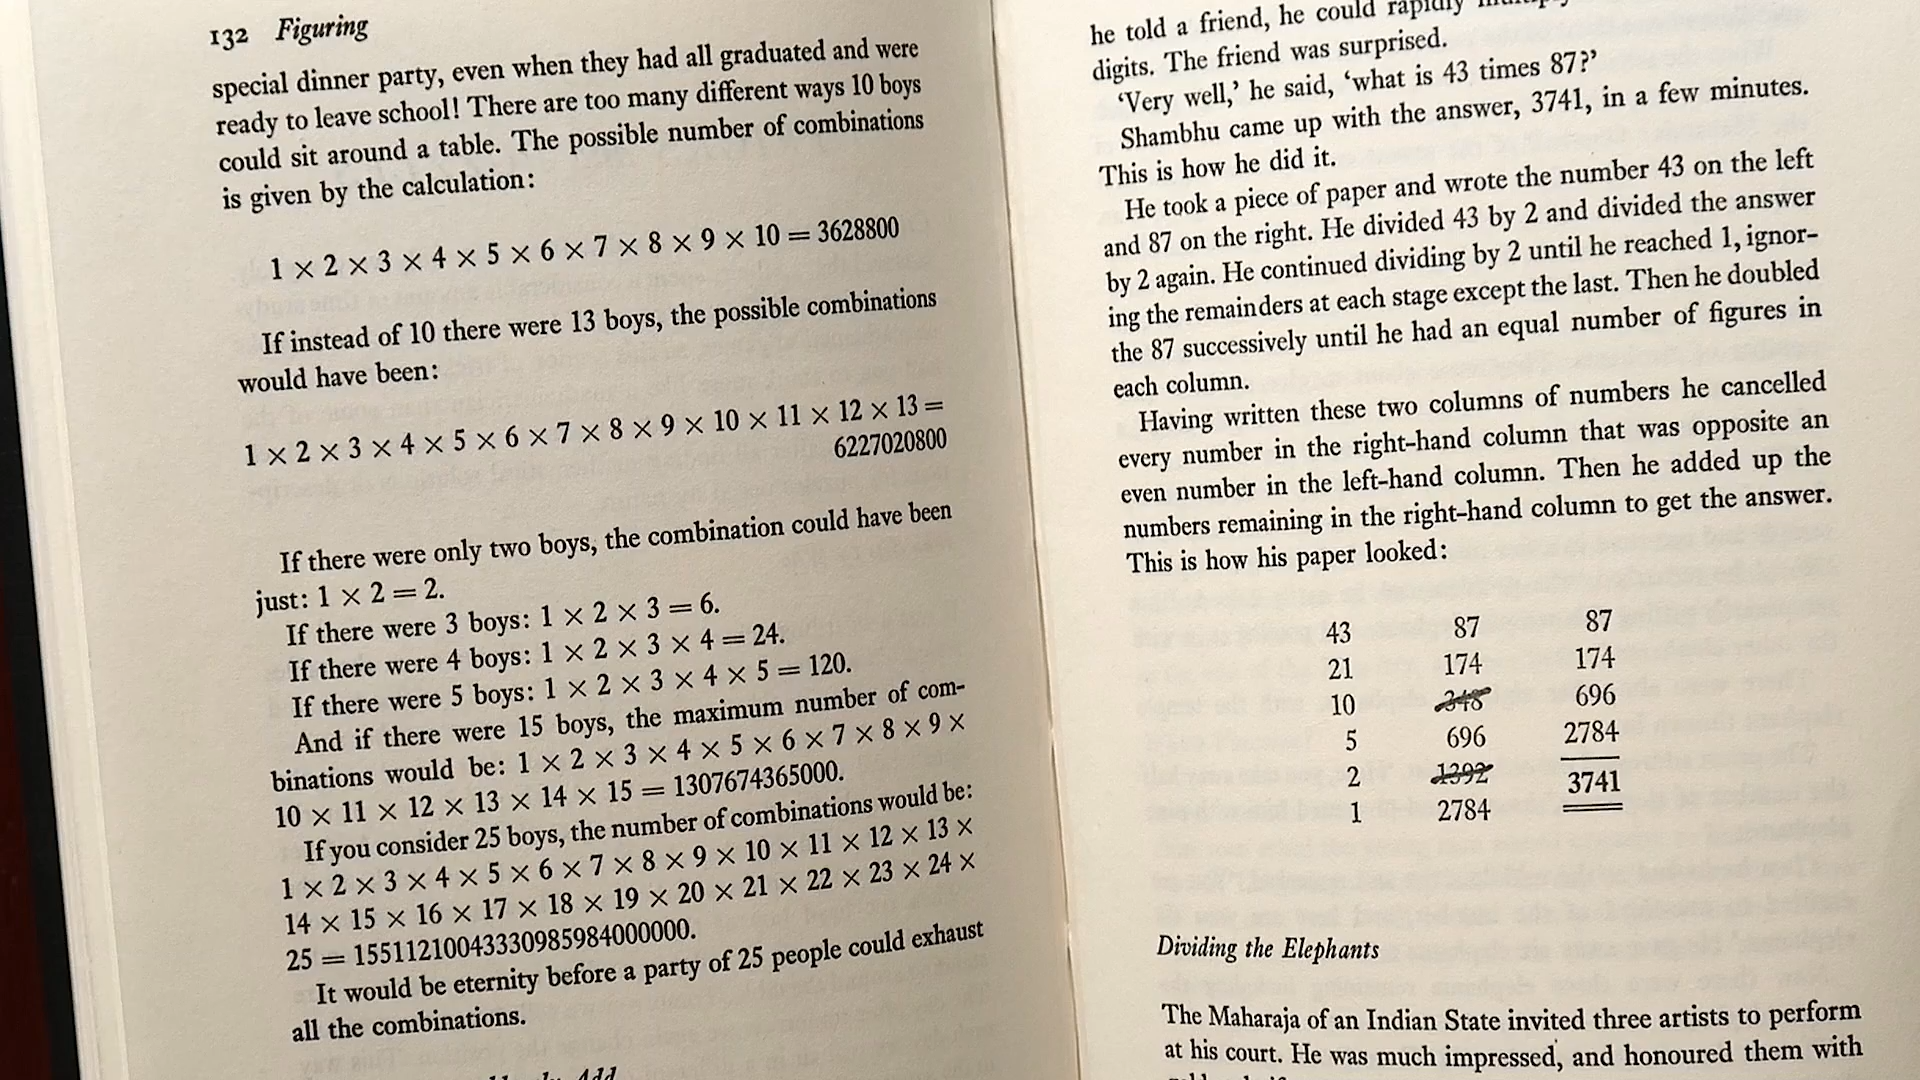 132 Figuring
special dinner party, even when they had all graduated and were
ready to leave school! There are too many different ways 10 boys
could sit around a table. The possible number of combinations
is given by the calculation:
1 × 2 × 3 × 4 × 5 × 6 × 7 × 8 × 9 × 10 = 3628800
If instead of 10 there were 13 boys, the possible combinations
would have been:
1 × 2 × 3 × 4 × 5 × 6 × 7 × 8 × 9 × 10 × 11 × 12 × 13 =
6227020800
If there were only two boys, the combination could have been
just: 1 × 2 = 2.
If there were 3 boys: 1 × 2 × 3 = 6.
If there were 4 boys: 1 × 2 × 3 × 4 = 24.
If there were 5 boys: 1 × 2 × 3 × 4 × 5 = 120.
And if there were 15 boys, the maximum number of com-
binations would be: 1 × 2 × 3 × 4 × 5 × 6 × 7 × 8 × 9 ×
10 × 11 × 12 × 13 × 14 × 15 = 1307674365000.
If you consider 25 boys, the number of combinations would be:
1 × 2 × 3 × 4 × 5 × 6 × 7 × 8 × 9 × 10 × 11 × 12 × 13 ×
14 × 15 × 16 × 17 × 18 × 19 × 20 × 21 × 22 × 23 × 24 ×
25 = 15511210043330985984000000.
It would be eternity before a party of 25 people could exhaust
all the combinations.
Add
he told a friend, he could rapidly
digits. The friend was surprised.
‘Very well,’ he said, ‘what is 43 times 87?’
Shambhu came up with the answer, 3741, in a few minutes.
This is how he did it.
He took a piece of paper and wrote the number 43 on the left
and 87 on the right. He divided 43 by 2 and divided the answer
by 2 again. He continued dividing by 2 until he reached 1, ignor-
ing the remainders at each stage except the last. Then he doubled
the 87 successively until he had an equal number of figures in
each column.
Having written these two columns of numbers he cancelled
every number in the right-hand column that was opposite an
even number in the left-hand column. Then he added up the
numbers remaining in the right-hand column to get the answer.
This is how his paper looked:
43 87 87
21 174 174
10 348 696
5 696 2784
2 1392 3741
1 2784
Dividing the Elephants
The Maharaja of an Indian State invited three artists to perform
at his court. He was much impressed, and honoured them with